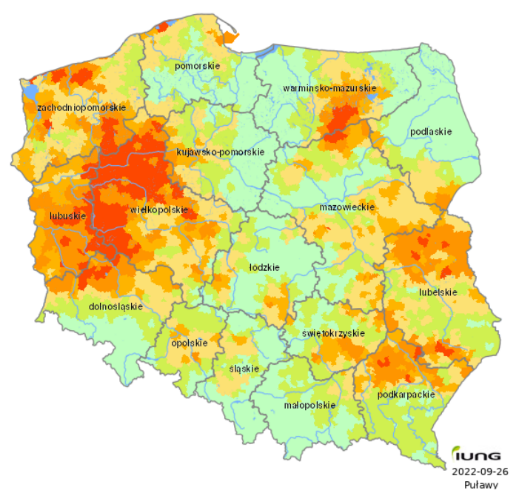 pomorskie
warmińsko-mazurskie
zachodniopomorskie
podlaskie
kujawsko-pomorskie
lubuskie
wielkopolskie
mazowieckie
łódzkie
lubelskie
dolnośląskie
świętokrzyskie
opolskie
śląskie
podkarpackie
małopolskie
IUNG
2022-09-26
Puławy